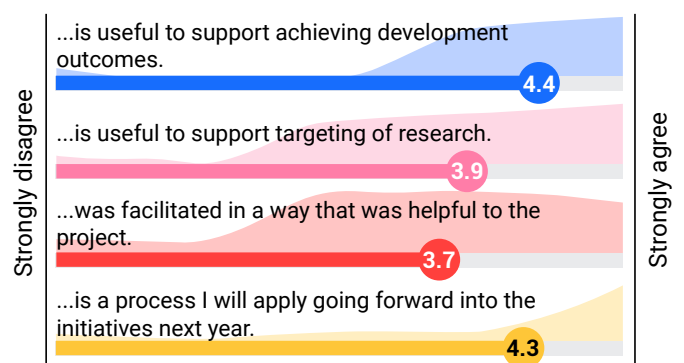 ...is useful to support achieving development
outcomes.
4.4
...is useful to support targeting of research.
3.9
...was facilitated in a way that was helpful to the
project.
3.7
...is a process I will apply going forward into the
initiatives next year.
4.3
Strongly disagree
Strongly agree